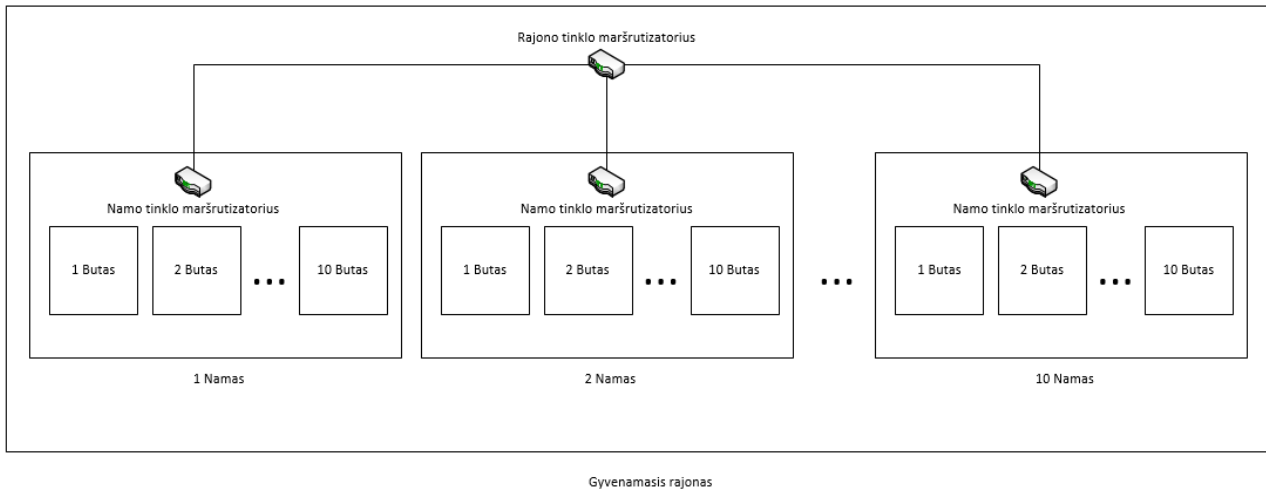 Rajono tinklo maršrutizatorius
Namo tinklo maršrutizatorius
1 Butas
2 Butas
...
10 Butas
1 Namas
Namo tinklo maršrutizatorius
1 Butas
2 Butas
...
10 Butas
2 Namas
...
Namo tinklo maršrutizatorius
1 Butas
2 Butas
...
10 Butas
10 Namas
Gyvenamasis rajonas